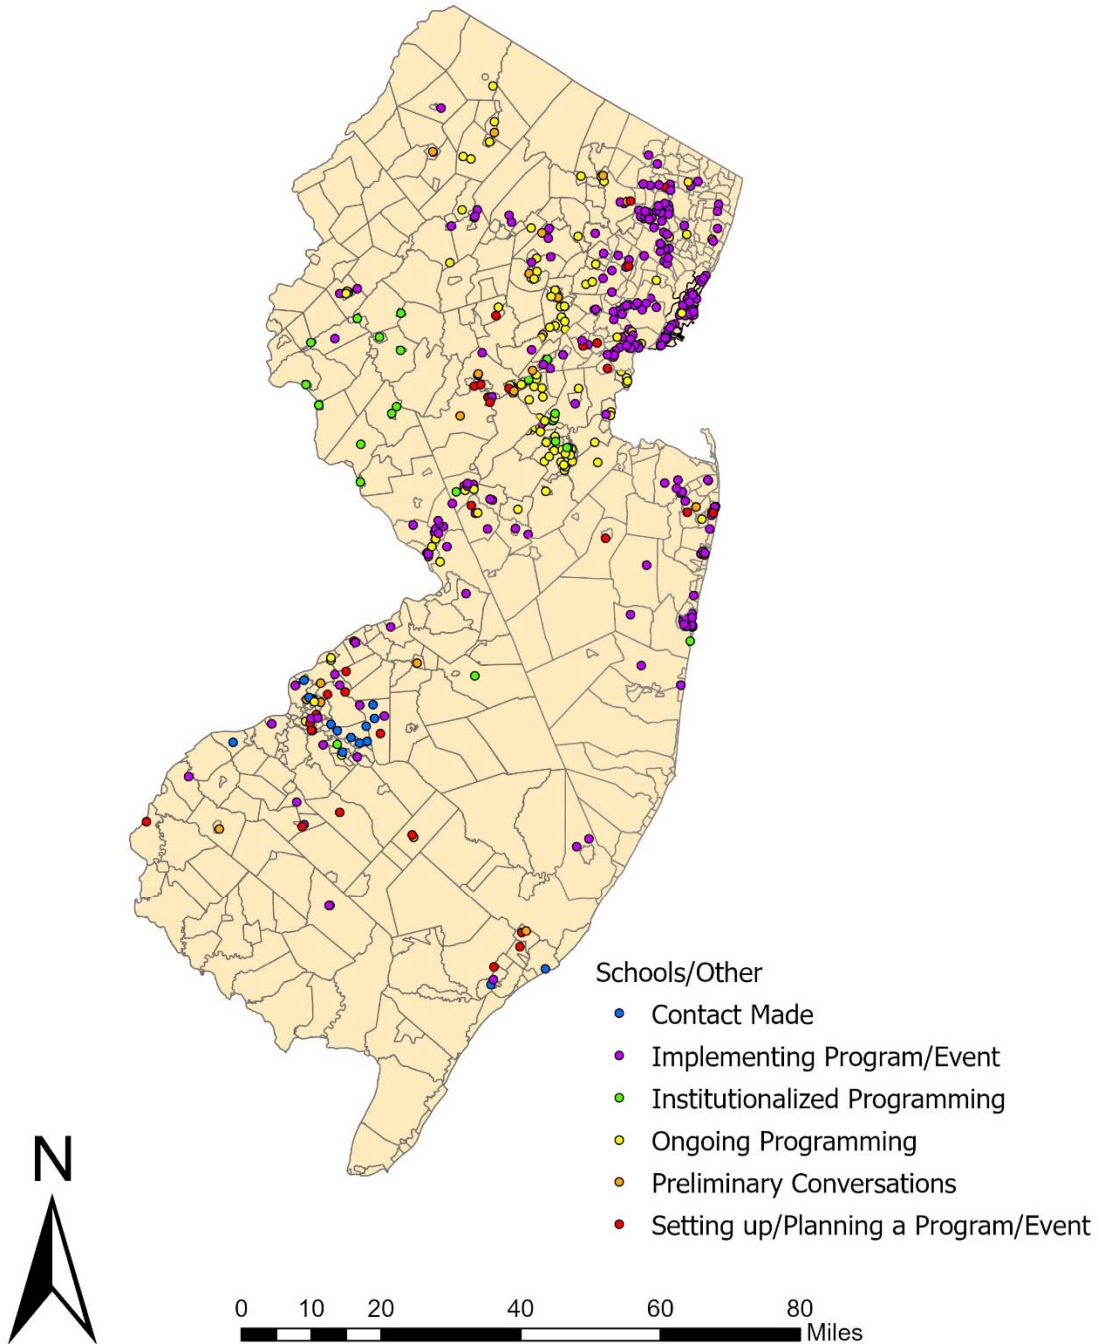 Schools/Other
Contact Made
Implementing Program/Event
Institutionalized Programming
Ongoing Programming
Preliminary Conversations
Setting up/Planning a Program/Event
N
0 10 20 40 60 80
Miles